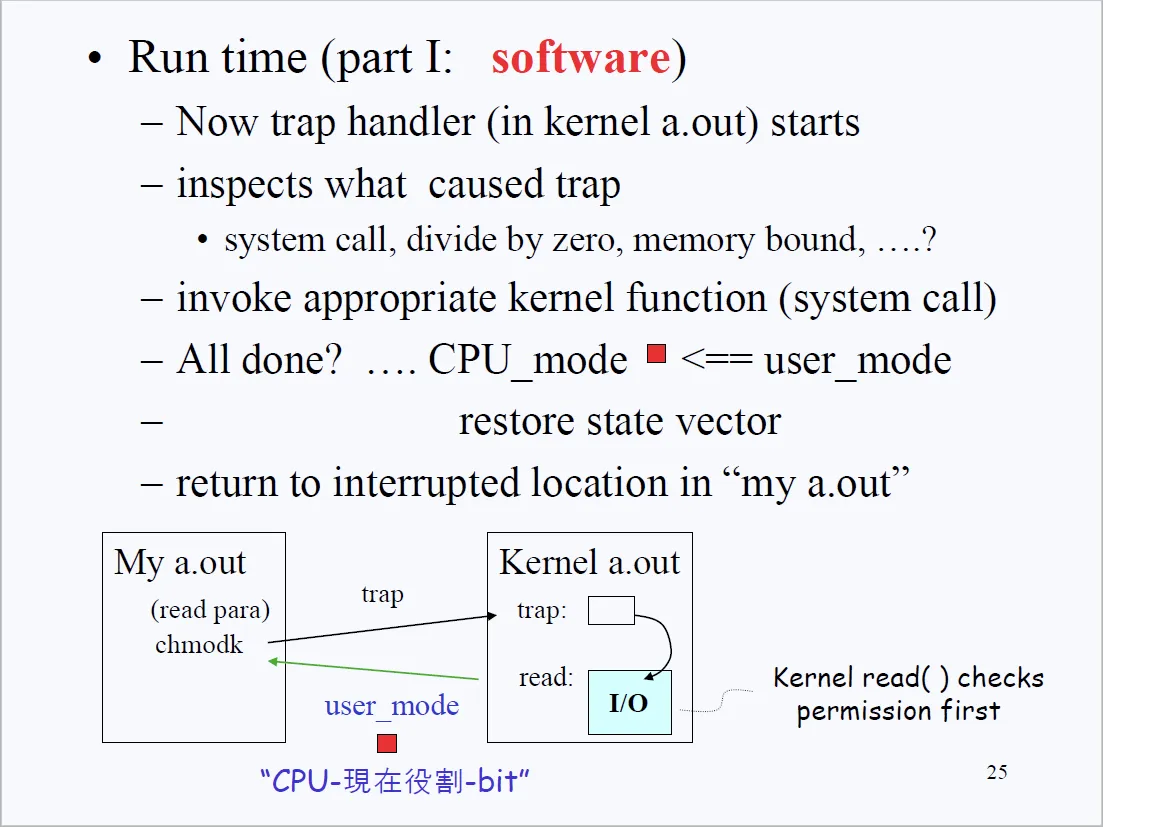 • Run time (part I: software)
– Now trap handler (in kernel a.out) starts
– inspects what caused trap
• system call, divide by zero, memory bound, ….?
– invoke appropriate kernel function (system call)
– All done? …. CPU_mode <== user_mode
– restore state vector
– return to interrupted location in “my a.out”
My a.out
(read para)
chmodk
trap
user_mode
“CPU-現在役割-bit”
Kernel a.out
trap:
read:
I/O
Kernel read( ) checks
permission first
25